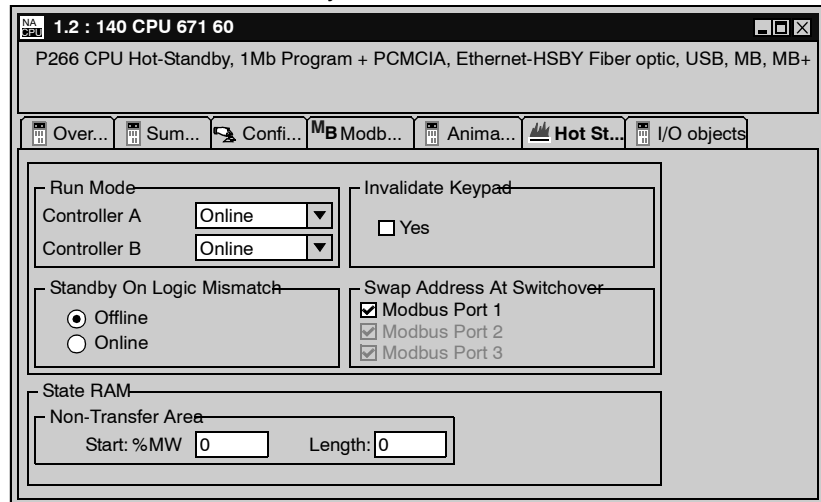 NA CPU 1.2 : 140 CPU 671 60
P266 CPU Hot-Standby, 1Mb Program + PCMCIA, Ethernet-HSBY Fiber optic, USB, MB, MB+
Over... Sum... Confi... MB Modb... Anima... Hot St... I/O objects
Run Mode
Controller A Online
Controller B Online
Invalidate Keypad
Yes
Standby On Logic Mismatch
Offline
Online
Swap Address At Switchover
Modbus Port 1
Modbus Port 2
Modbus Port 3
State RAM
Non-Transfer Area
Start: %MW 0 Length: 0